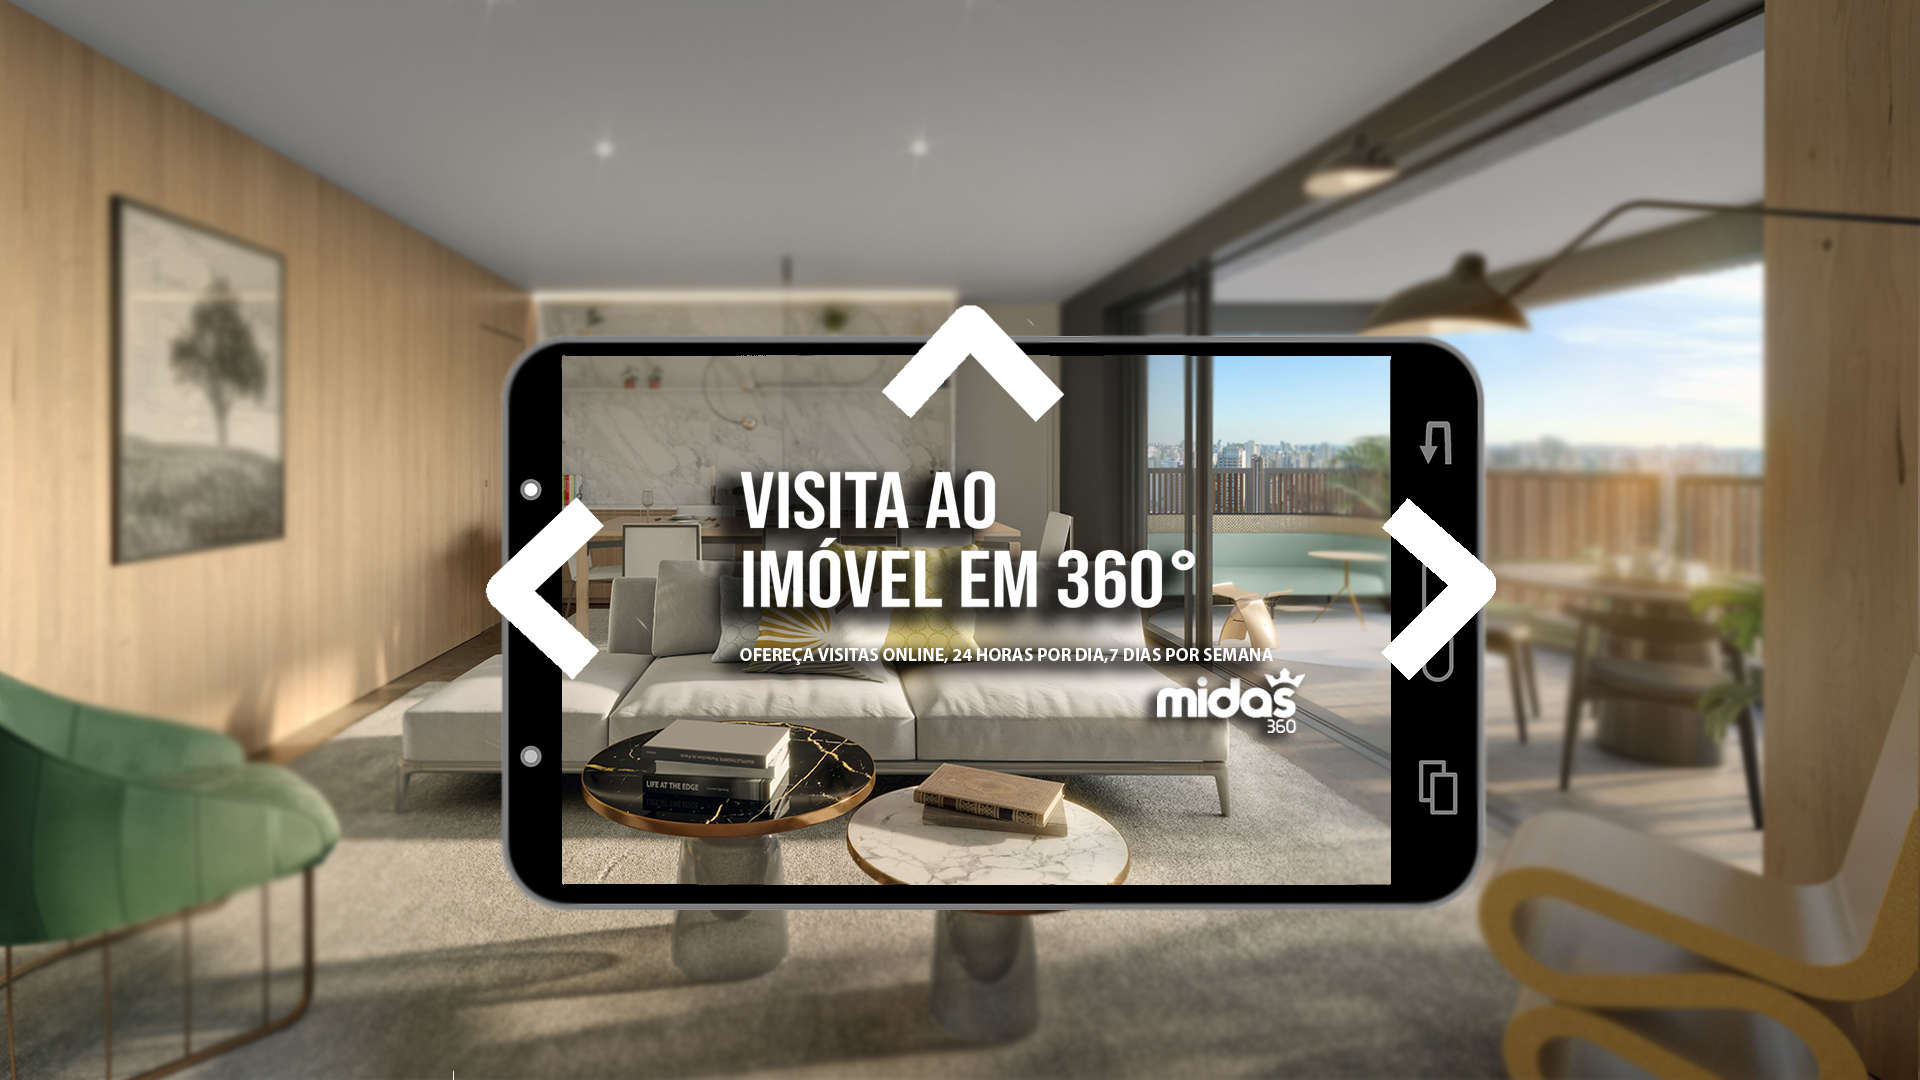 VISITA AO
IMÓVEL EM 360°
OFEREÇA VISITAS ONLINE, 24 HORAS POR DIA,7 DIAS POR SEMANA
midas
360
LIFE AT THE EDGE